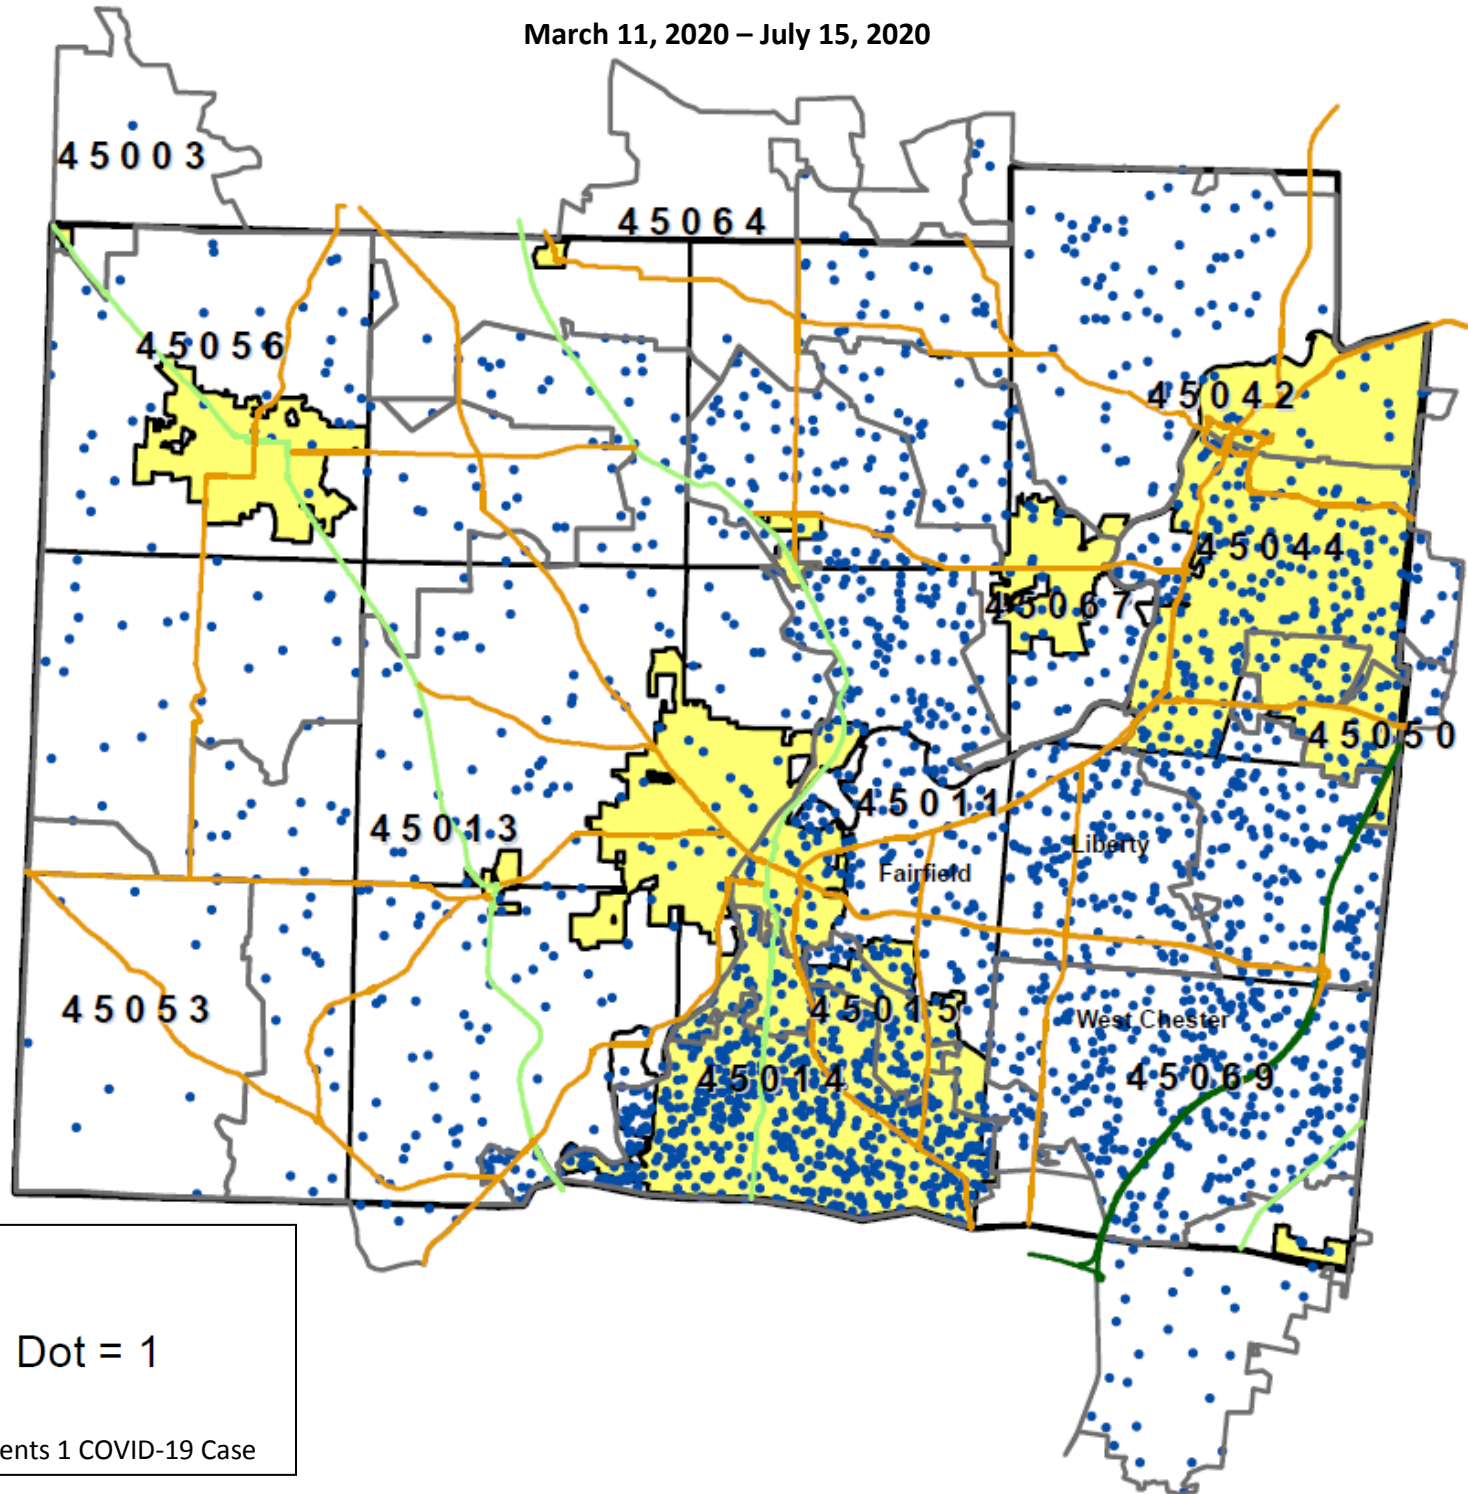 March 11, 2020 – July 15, 2020
45003
45064
45056
45042
45044
45067
45050
45011
45013
Liberty
Fairfield
45053
45015
West Chester
45014
45069
Dot = 1
ents 1 COVID-19 Case